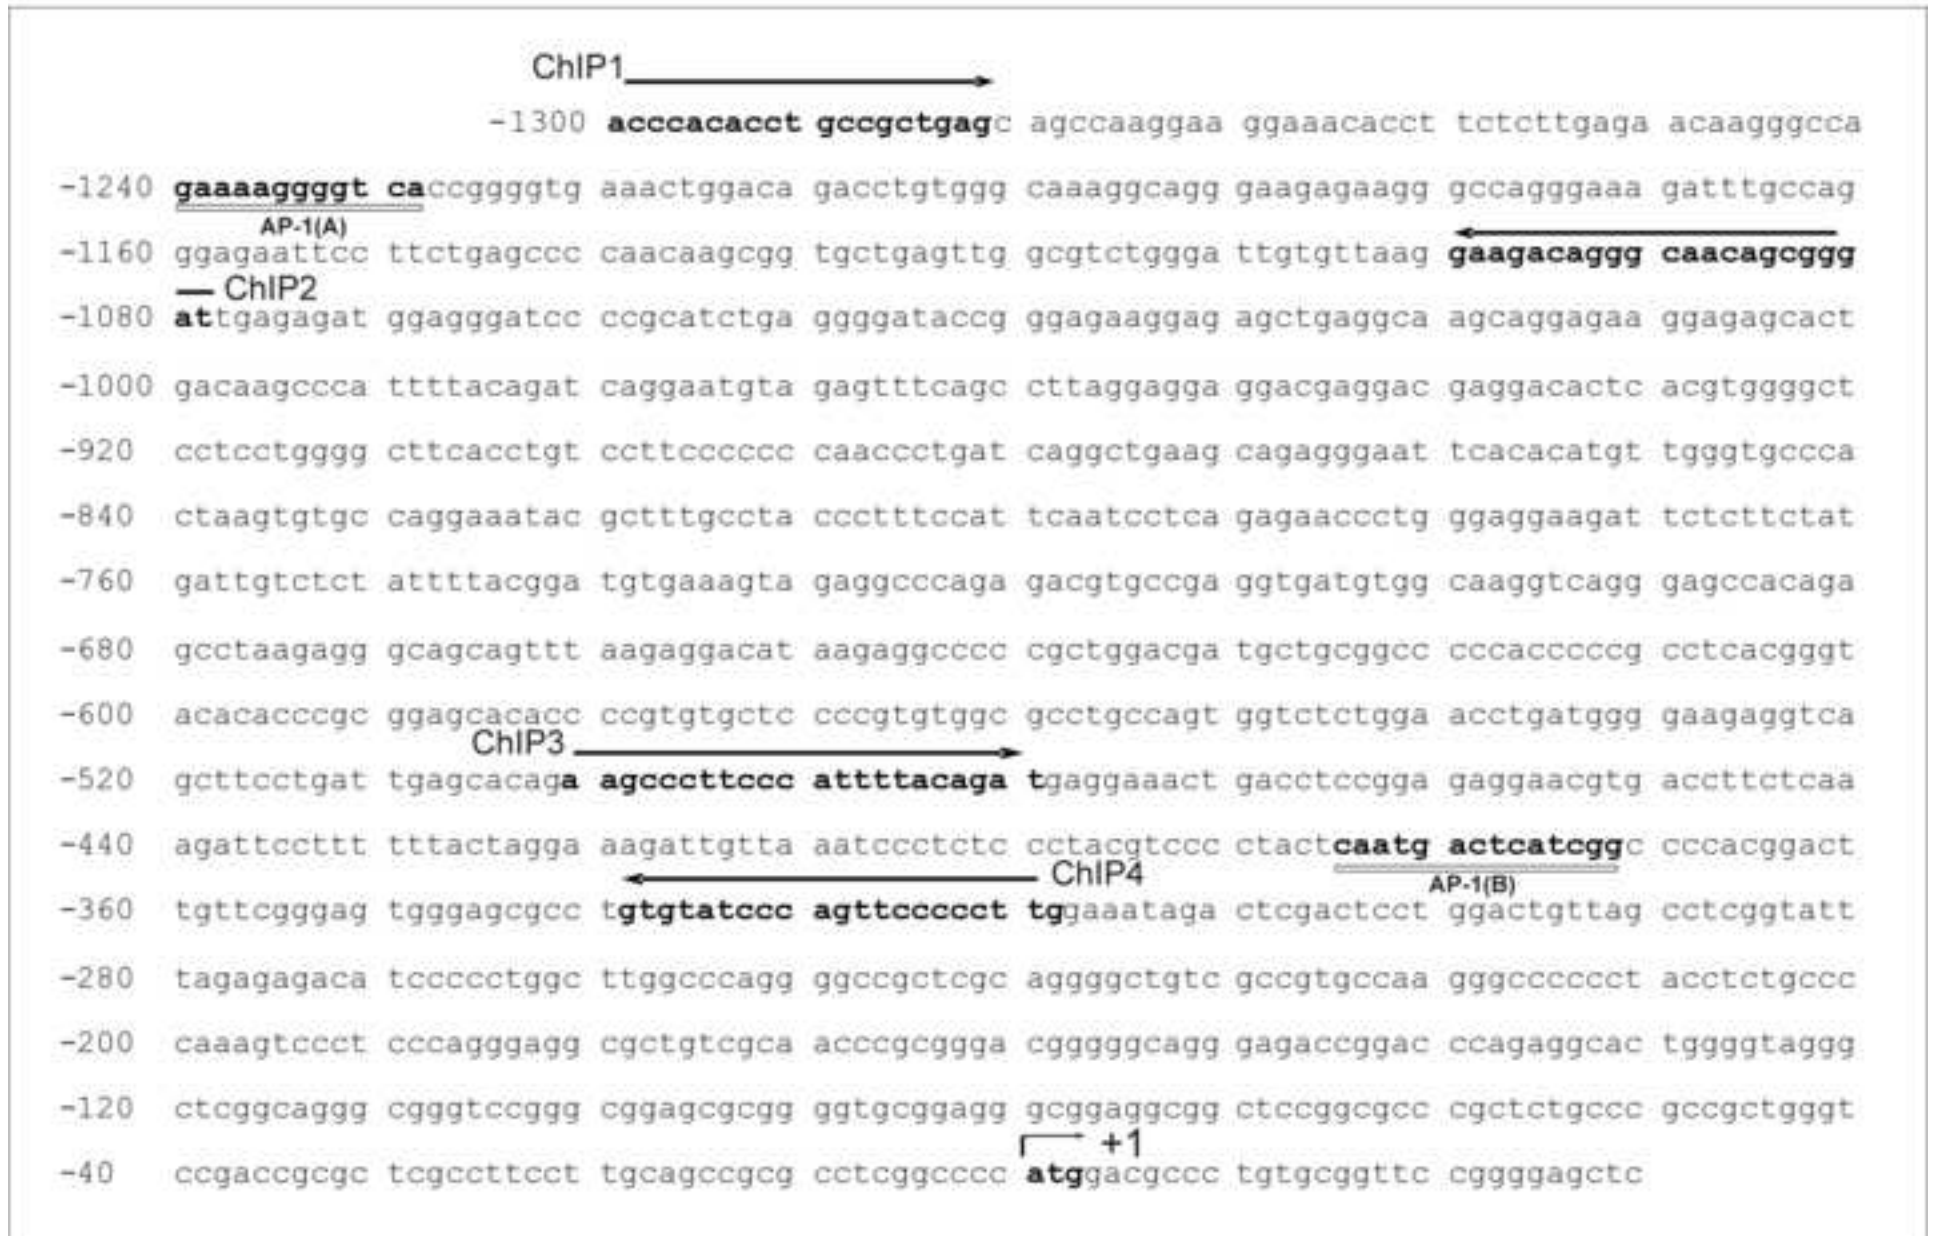 ChIP1
-1300 acccacacct gccgctgagc agccaaggaa ggaaacacct tctcttgaga acaagggcca
-1240 gaaaaggggt caccggggtg aaactggaca gacctgtggg caaaggcagg gaagagaagg gccagggaaa gatttgccag
AP-1(A)
-1160 ggagaattcc ttctgagccc caacaagcgg tgctgagttg gcgtctggga ttgtgttaag gaagacaggg caacagcggg
ChIP2
-1080 attgagagat ggagggatcc ccgcatctga ggggataccg ggagaaggag agctgaggca agcaggagaa ggagagcact
-1000 gacaagccca ttttacagat caggaatgta gagtttcagc cttaggagga ggacgaggac gaggacactc acgtggggct
-920 cctcctgggg cttcacctgt ccttcccccc caaccctgat caggctgaag cagagggaat tcacacatgt tgggtgccca
-840 ctaagtgtgc caggaaatac gctttgccta ccctttccat tcaatcctca gagaaccctg ggaggaagat tctcttctat
-760 gattgtctct attttacgga tgtgaaagta gaggcccaga gacgtgccga ggtgatgtgg caaggtcagg gagccacaga
-680 gcctaagagg gcagcagttt aagaggacat aagaggcccc cgctggacga tgctgcggcc cccacccccg cctcacgggt
-600 acacacccgc ggagcacacc ccgtgtgctc cccgtgtggc gcctgccagt ggtctctgga acctgatggg gaagaggtca
ChIP3
-520 gcttcctgat tgagcacaga agcccttccc attttacaga tgaggaaact gacctccgga gaggaacgtg accttctcaa
-440 agattccttt tttactagga aagattgtta aatccctctc cctacgtccc ctactcaatg actcatcggc cccacggact
ChIP4 AP-1(B)
-360 tgttcgggag tgggagcgcc tgtgtatccc agttccccct tggaaataga ctcgactcct ggactgttag cctcggtatt
-280 tagagagaca tccccctggc ttggcccagg ggccgctcgc aggggctgtc gccgtgccaa gggcccccct acctctgccc
-200 caaagtccct cccagggagg cgctgtcgca acccgcggga cgggggcagg gagaccggac ccagaggcac tggggtaggg
-120 ctcggcaggg cgggtccggg cggagcgcgg ggtgcggagg gcggaggcgg ctccggcgcc cgctctgccc gccgctgggt
+1
-40 ccgaccgcgc tcgccttcct tgcagccgcg cctcggcccc atggacgccc tgtgcggttc cggggagctc